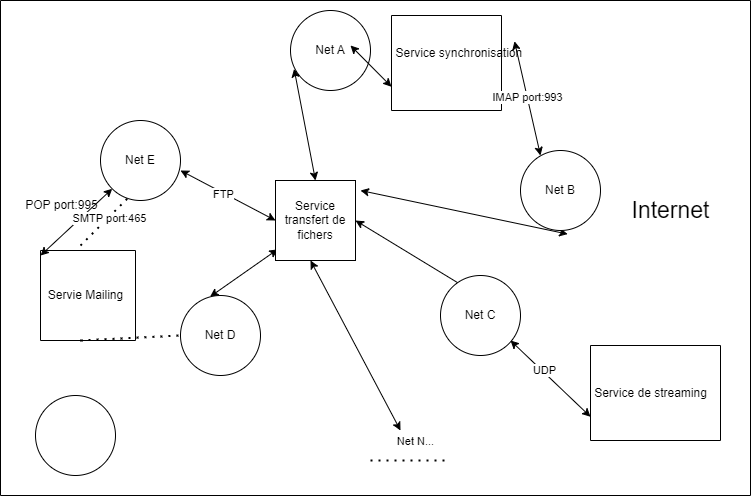 Net A
Service synchronisation
IMAP port:993
Net E
Net B
FTP
POP port:995
SMTP port:465
Service
transfert de
fichers
Internet
Servie Mailing
Net C
Net D
UDP
Service de streaming
Net N...